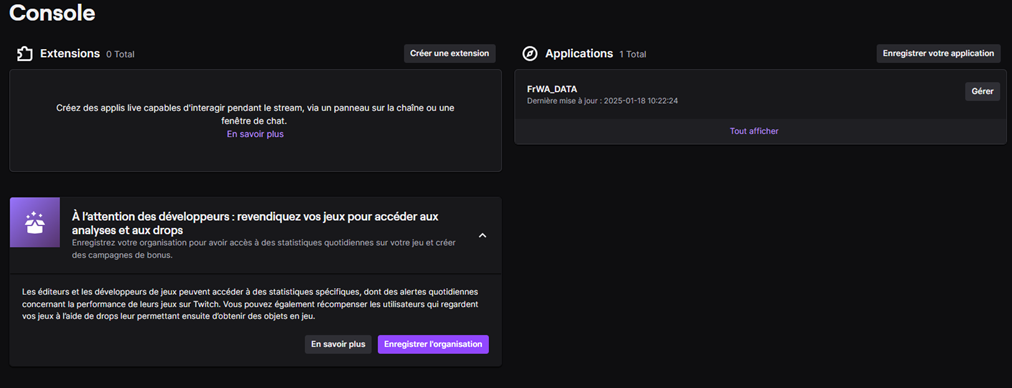 Console
Extensions 0 Total
Créer une extension
Créez des applis live capables d'interagir pendant le stream, via un panneau sur la chaîne ou une
fenêtre de chat.
En savoir plus
À l'attention des développeurs : revendiquez vos jeux pour accéder aux
analyses et aux drops
Enregistrez votre organisation pour avoir accès à des statistiques quotidiennes sur votre jeu et créer
des campagnes de bonus.
Les éditeurs et les développeurs de jeux peuvent accéder à des statistiques spécifiques, dont des alertes quotidiennes
concernant la performance de leurs jeux sur Twitch. Vous pouvez également récompenser les utilisateurs qui regardent
vos jeux à l'aide de drops leur permettant ensuite d'obtenir des objets en jeu.
En savoir plus
Enregistrer l'organisation
Applications 1 Total
Enregistrer votre application
FrWA_DATA
Dernière mise à jour : 2025-01-18 10:22:24
Gérer
Tout afficher